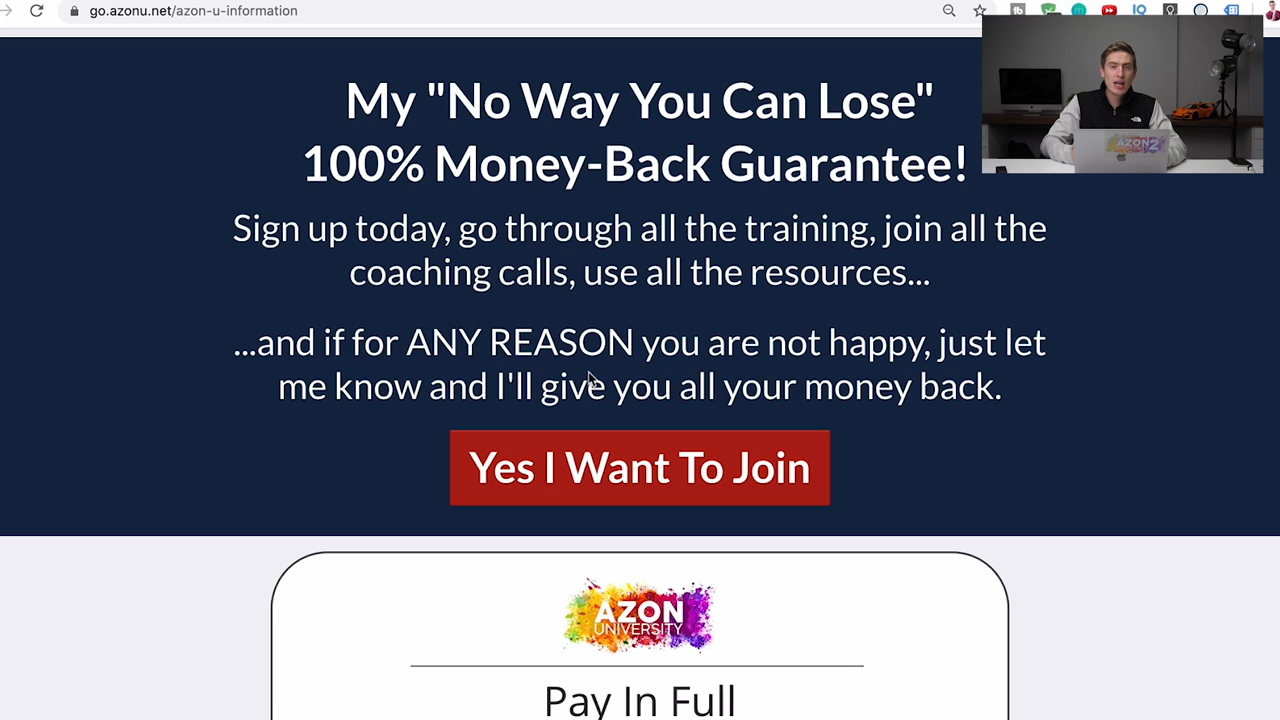 go.azonu.net/azon-u-information
My "No Way You Can Lose"
100% Money-Back Guarantee!
Sign up today, go through all the training, join all the
coaching calls, use all the resources...
...and if for ANY REASON you are not happy, just let
me know and I'll give you all your money back.
Yes I Want To Join
AZON
UNIVERSITY
Pay In Full
AZON2